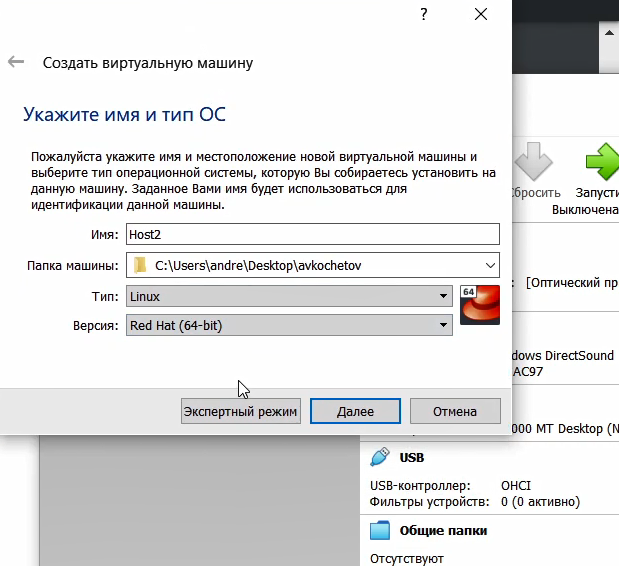 ?
Создать виртуальную машину
Укажите имя и тип ОС
Пожалуйста укажите имя и местоположение новой виртуальной машины и
выберите тип операционной системы, которую Вы собираетесь установить на
данную машину. Заданное Вами имя будет использоваться для
идентификации данной машины.
Имя: Host2
Папка машины: C:\Users\andre\Desktop\avkochetov
Тип: Linux
64
Версия: Red Hat (64-bit)
Экспертный режим Далее Отмена
Сбросить Запусти
Выключена
: [Оптический пр
dows DirectSound
AC97
000 MT Desktop (N
USB
USB-контроллер: OHCI
Фильтры устройств: 0 (0 активно)
Общие папки
Отсутствуют